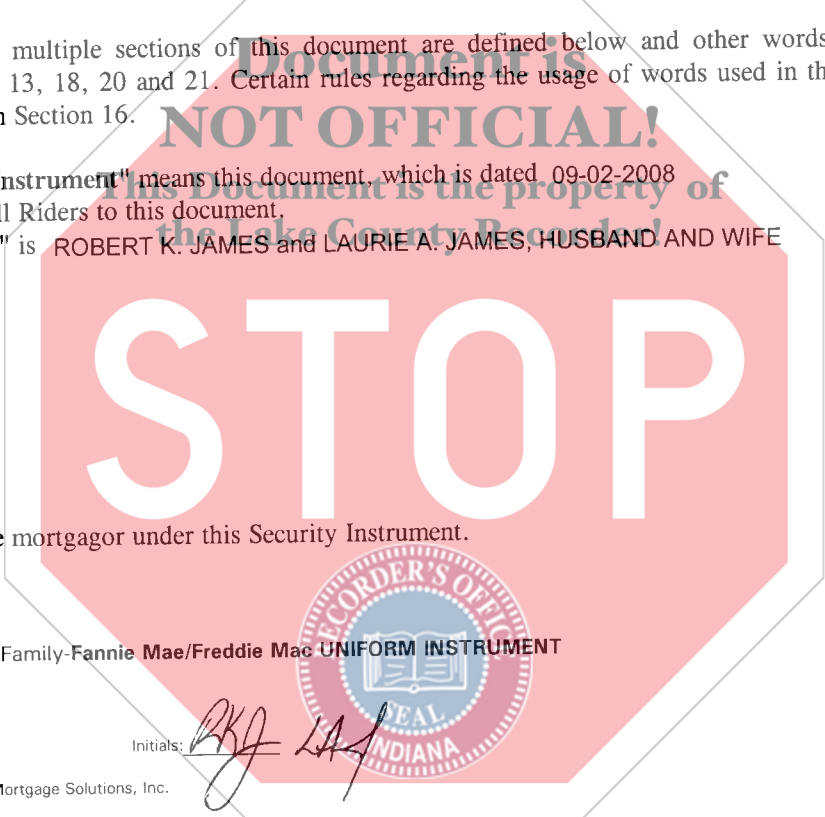 multiple sections of this document are defined below and other words
13, 18, 20 and 21. Certain rules regarding the usage of words used in th
n Section 16.
Document is
NOT OFFICIAL!
This Document is the property of
the Lake County Recorder!
nstrument" means this document, which is dated 09-02-2008
ll Riders to this document.
" is ROBERT K. JAMES and LAURIE A. JAMES, HUSBAND AND WIFE
STOP
e mortgagor under this Security Instrument.
RECORDER'S OFFICE
SEAL
INDIANA
Family-Fannie Mae/Freddie Mac UNIFORM INSTRUMENT
Initials: RKJ LAJ
Mortgage Solutions, Inc.